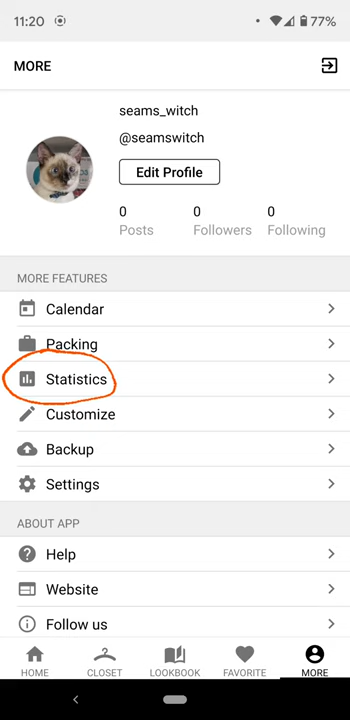 11:20
77%
MORE
seams_witch
@seamswitch
Edit Profile
0 0 0
Posts Followers Following
MORE FEATURES
Calendar
Packing
Statistics
Customize
Backup
Settings
ABOUT APP
Help
Website
Follow us
HOME CLOSET LOOKBOOK FAVORITE MORE